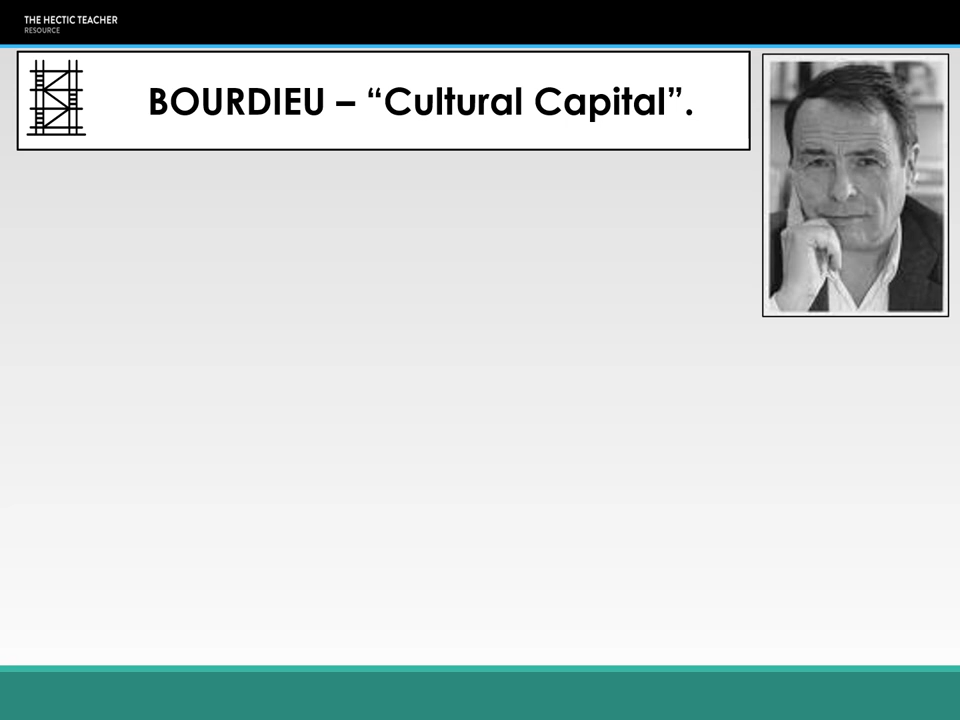 THE HECTIC TEACHER
RESOURCE
BOURDIEU – “Cultural Capital”.